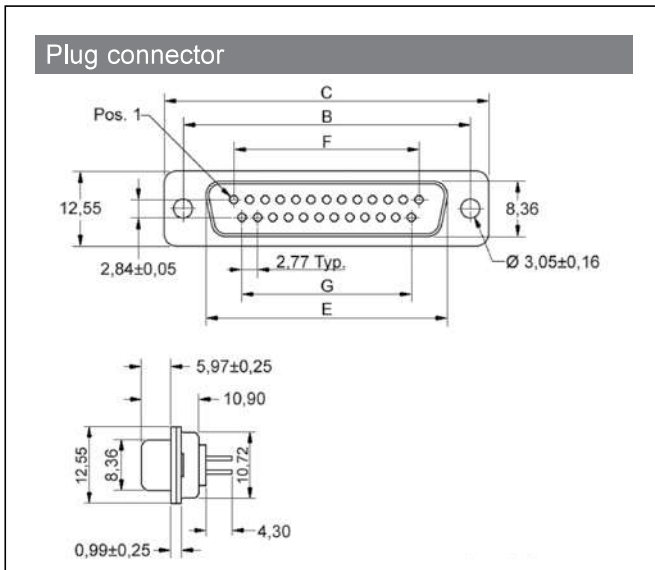 Plug connector
C
Pos. 1
B
F
12,55
8,36
2,84±0,05
2,77 Typ.
Ø 3,05±0,16
G
E
5,97±0,25
10,90
12,55
8,36
10,72
4,30
0,99±0,25